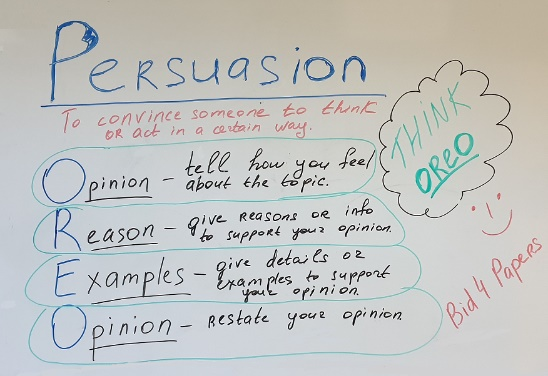 Persuasion
To convince someone to think
or act in a certain way.
Opinion – tell how you feel
about the topic.
Reason – give reasons or info
to support your opinion.
Examples – give details or
examples to support
your opinion.
Opinion – restate your opinion.
THINK
OREO
Bid 4 Papers